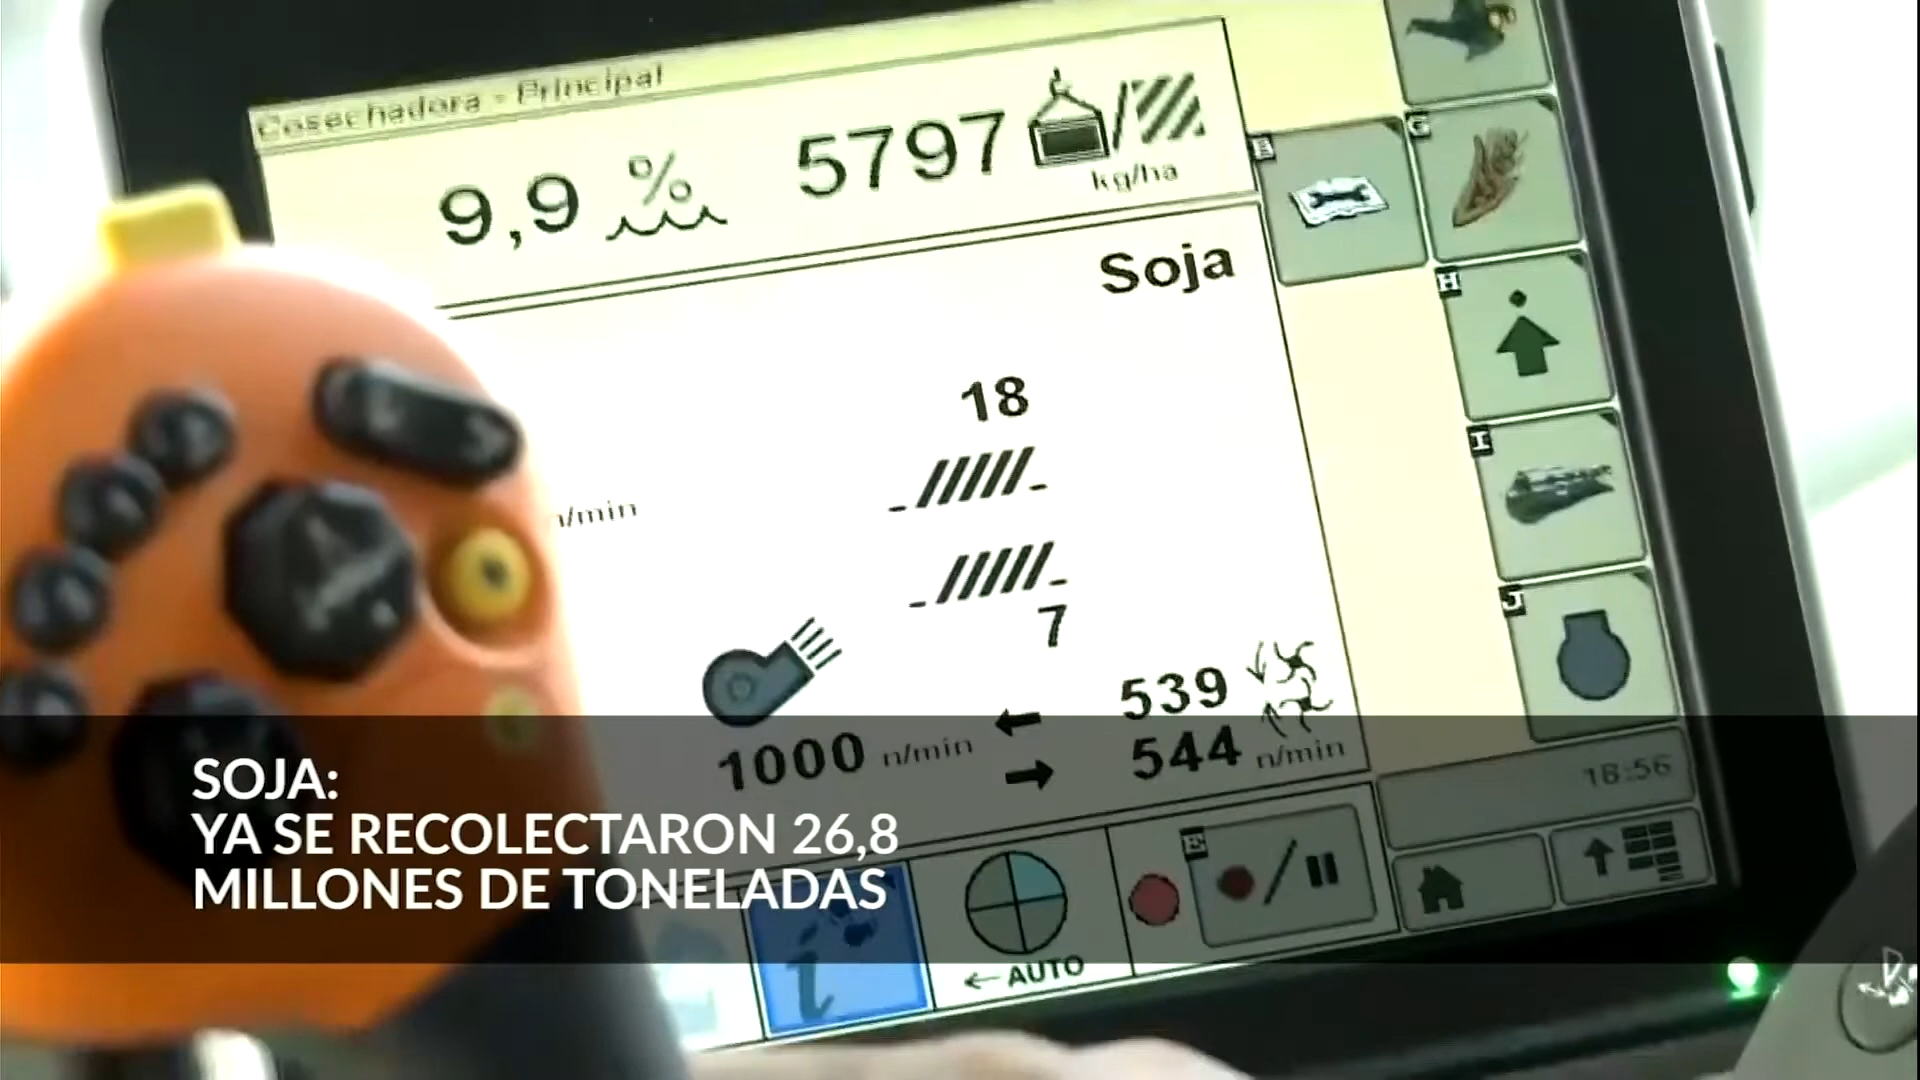 Cosechadora - Principal
9,9 % 5797 kg/ha
Soja
18
n/min
7
539
1000 n/min 544 n/min
18:56
AUTO
B
G
H
I
J
E
i
SOJA:
YA SE RECOLECTARON 26,8
MILLONES DE TONELADAS